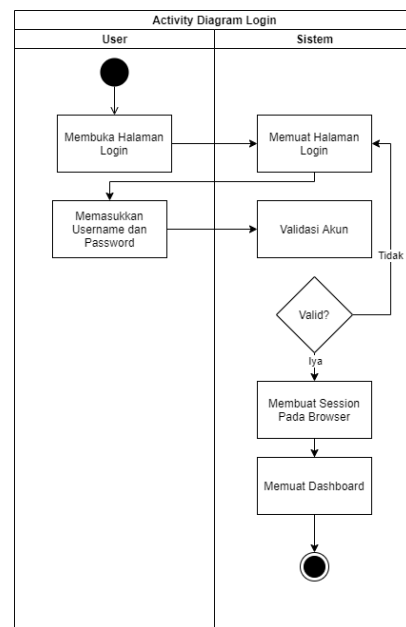 Activity Diagram Login
User
Sistem
Membuka Halaman
Login
Memuat Halaman
Login
Memasukkan
Username dan
Password
Validasi Akun
Tidak
Valid?
Iya
Membuat Session
Pada Browser
Memuat Dashboard